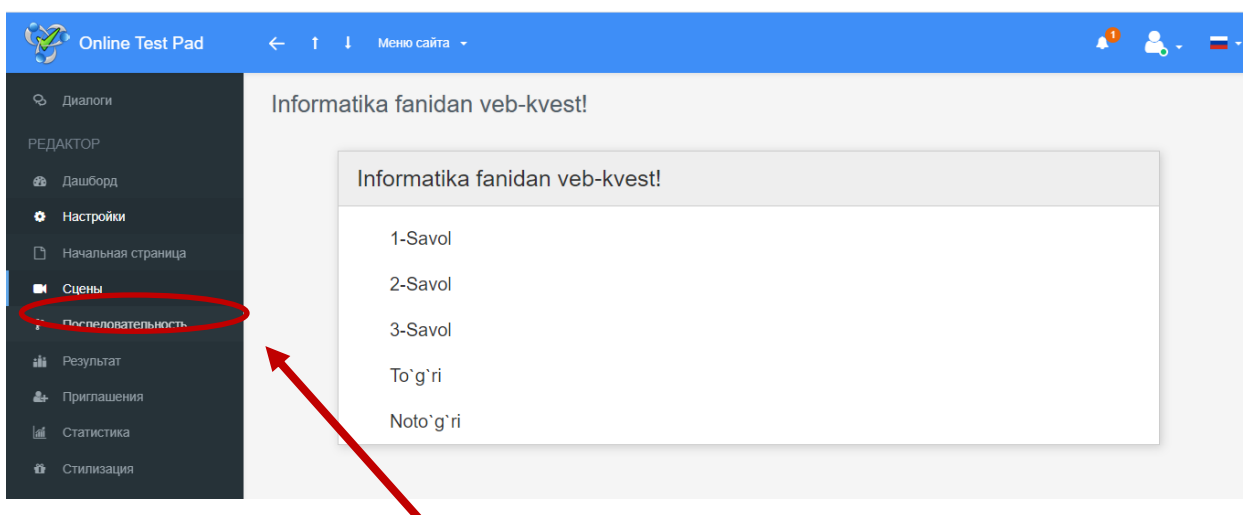 Online Test Pad
Меню сайта
1
Диалоги
РЕДАКТОР
Дашборд
Настройки
Начальная страница
Сцены
Последовательность
Результат
Приглашения
Статистика
Стилизация
Informatika fanidan veb-kvest!
Informatika fanidan veb-kvest!
1-Savol
2-Savol
3-Savol
To`g`ri
Noto`g`ri